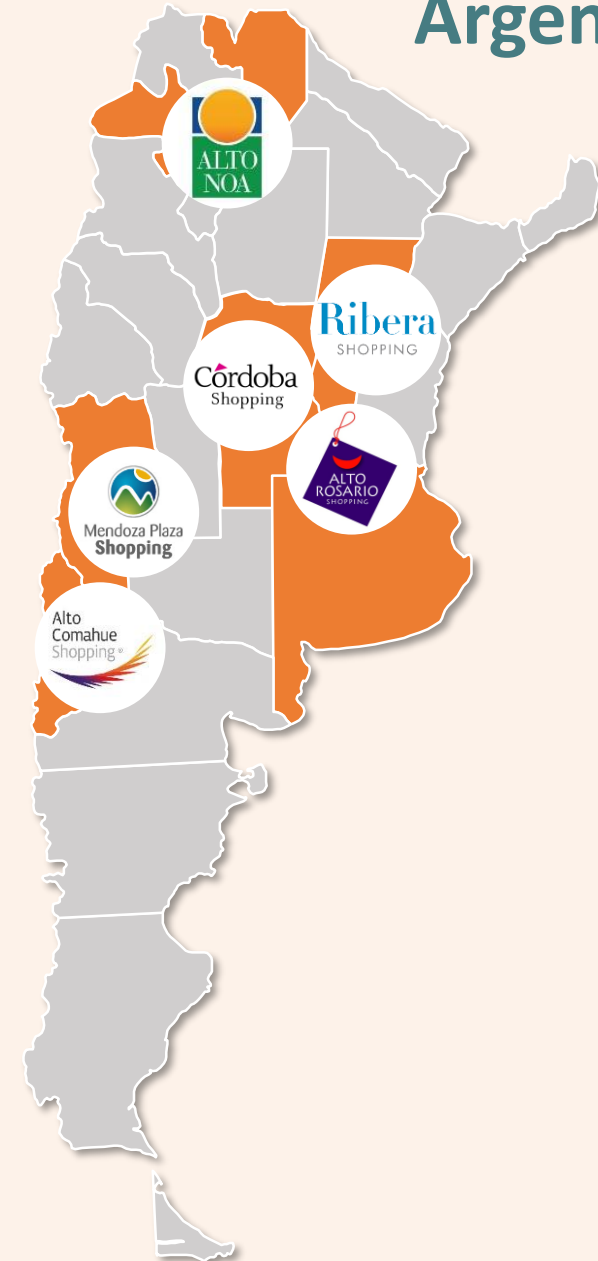 Argen
ALTO
NOA
Ribera
SHOPPING
Córdoba
Shopping
ALTO
ROSARIO
SHOPPING
Mendoza Plaza
Shopping
Alto
Comahue
Shopping